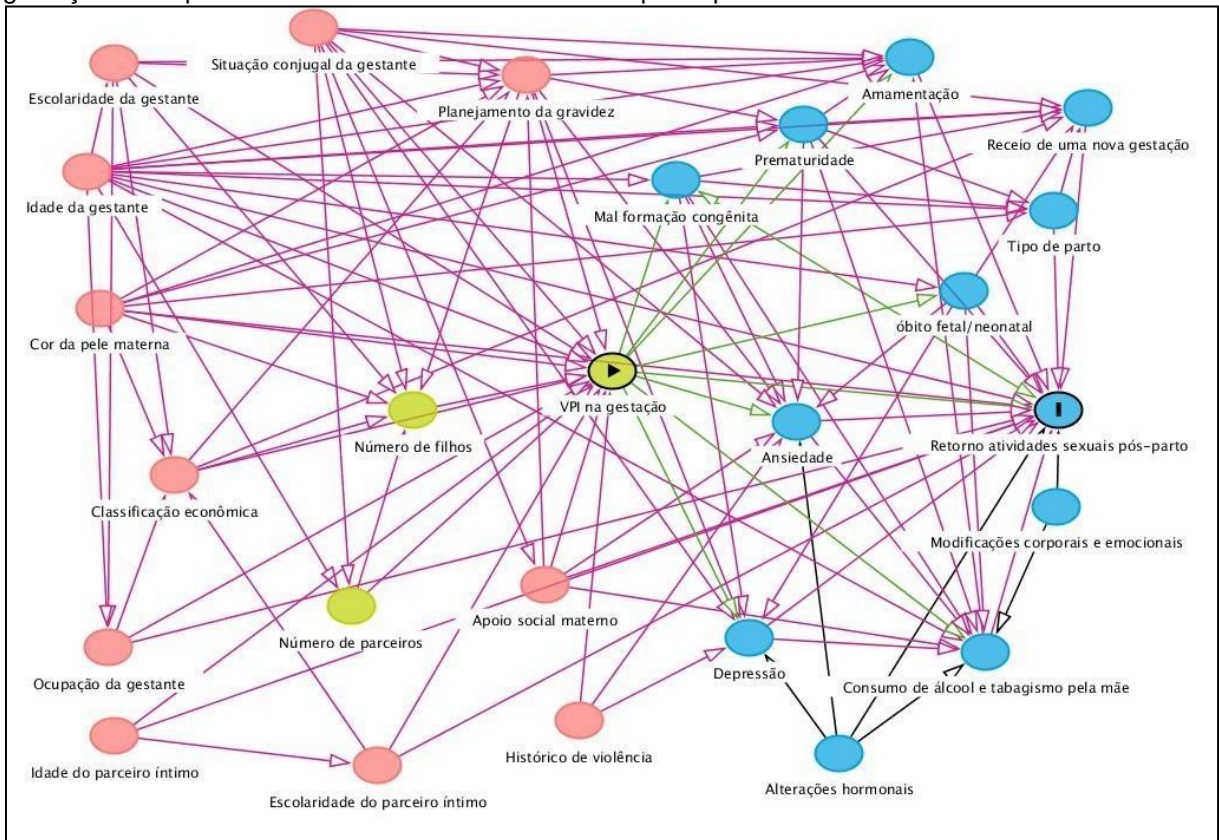 Situação conjugal da gestante
Escolaridade da gestante
Amamentação
Planejamento da gravidez
Receio de uma nova gestação
Prematuridade
Idade da gestante
Mal formação congênita
Tipo de parto
óbito fetal/neonatal
Cor da pele materna
VPI na gestação
Número de filhos
Retorno atividades sexuais pós-parto
Ansiedade
Classificação econômica
Modificações corporais e emocionais
Apoio social materno
Número de parceiros
Depressão
Ocupação da gestante
Consumo de álcool e tabagismo pela mãe
Histórico de violência
Idade do parceiro íntimo
Alterações hormonais
Escolaridade do parceiro íntimo